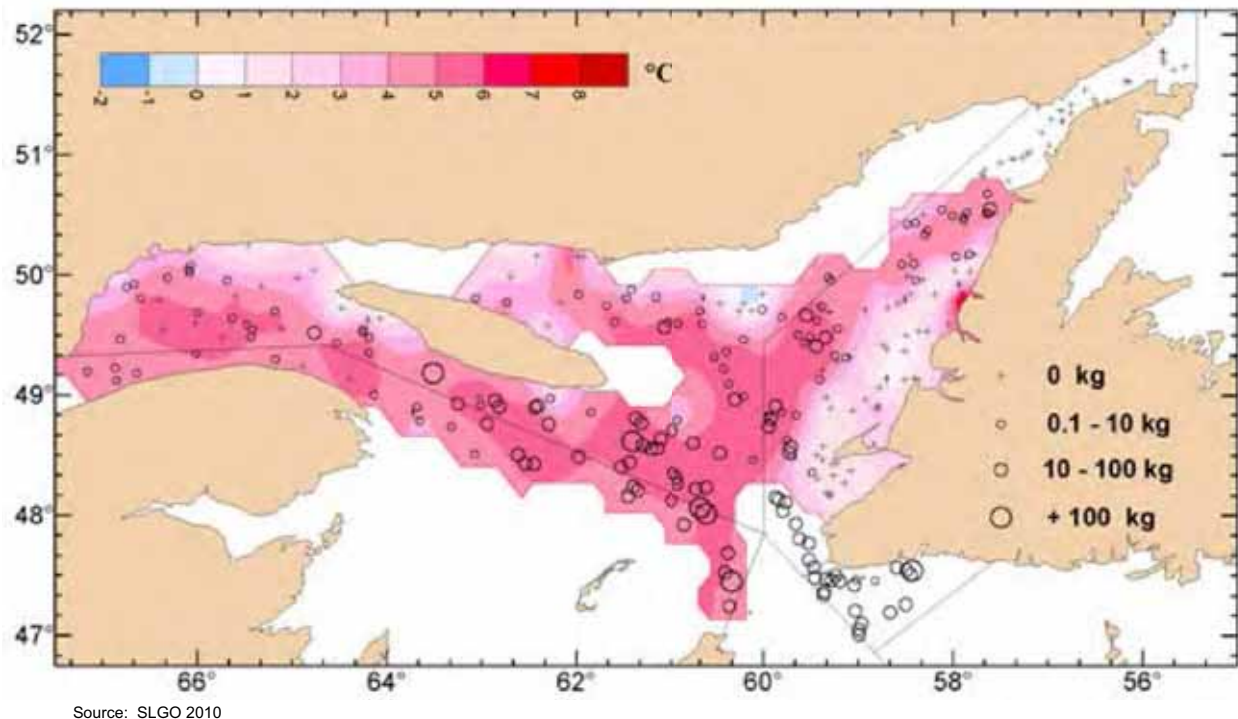 52°
51°
50°
49°
48°
47°
°C
-2 -1 0 1 2 3 4 5 6 7 8
0 kg
0.1 - 10 kg
10 - 100 kg
+ 100 kg
66° 64° 62° 60° 58° 56°
Source: SLGO 2010